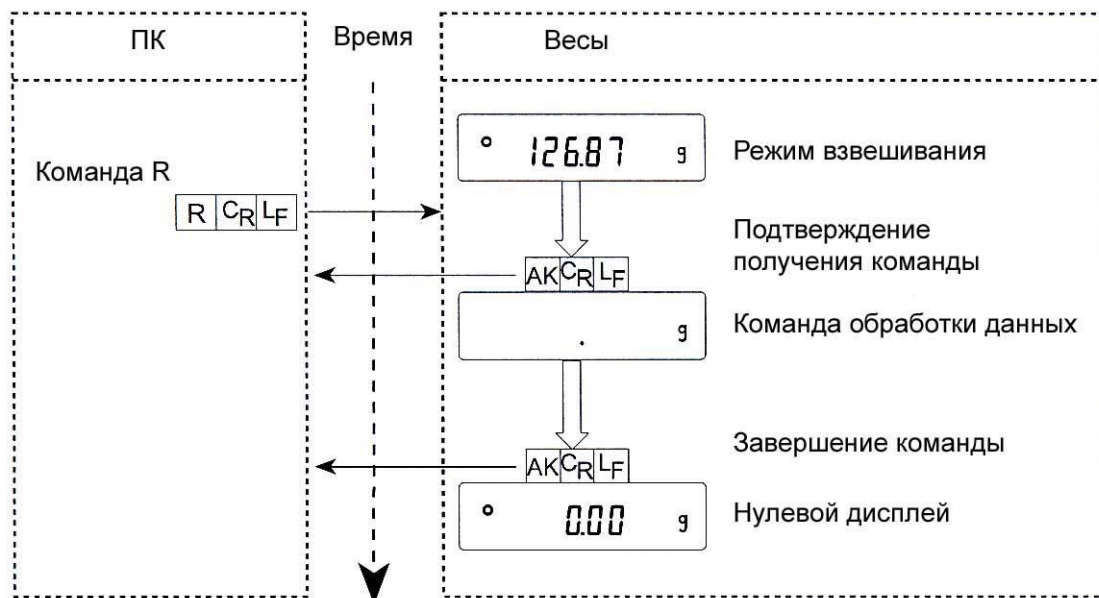 ПК
Время
Весы
126.87 g
Режим взвешивания
Команда R
R CR LF
Подтверждение
получения команды
AK CR LF
. g
Команда обработки данных
Завершение команды
AK CR LF
0.00 g
Нулевой дисплей